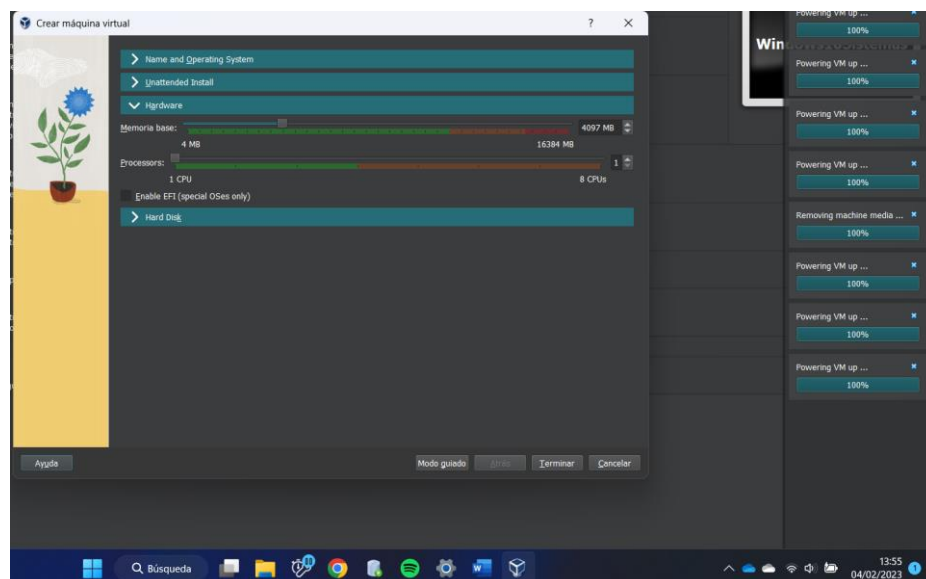 Crear máquina virtual
Name and Operating System
Unattended Install
Hardware
Memoria base:
4097 MB
4 MB
16384 MB
Processors:
1
1 CPU
8 CPUs
Enable EFI (special OSes only)
Hard Disk
Ayuda
Modo guiado
Atrás
Terminar
Cancelar
Win
Powering VM up ...
100%
Powering VM up ...
100%
Powering VM up ...
100%
Powering VM up ...
100%
Removing machine media ...
100%
Powering VM up ...
100%
Powering VM up ...
100%
Powering VM up ...
100%
Búsqueda
13:55
04/02/2023
1